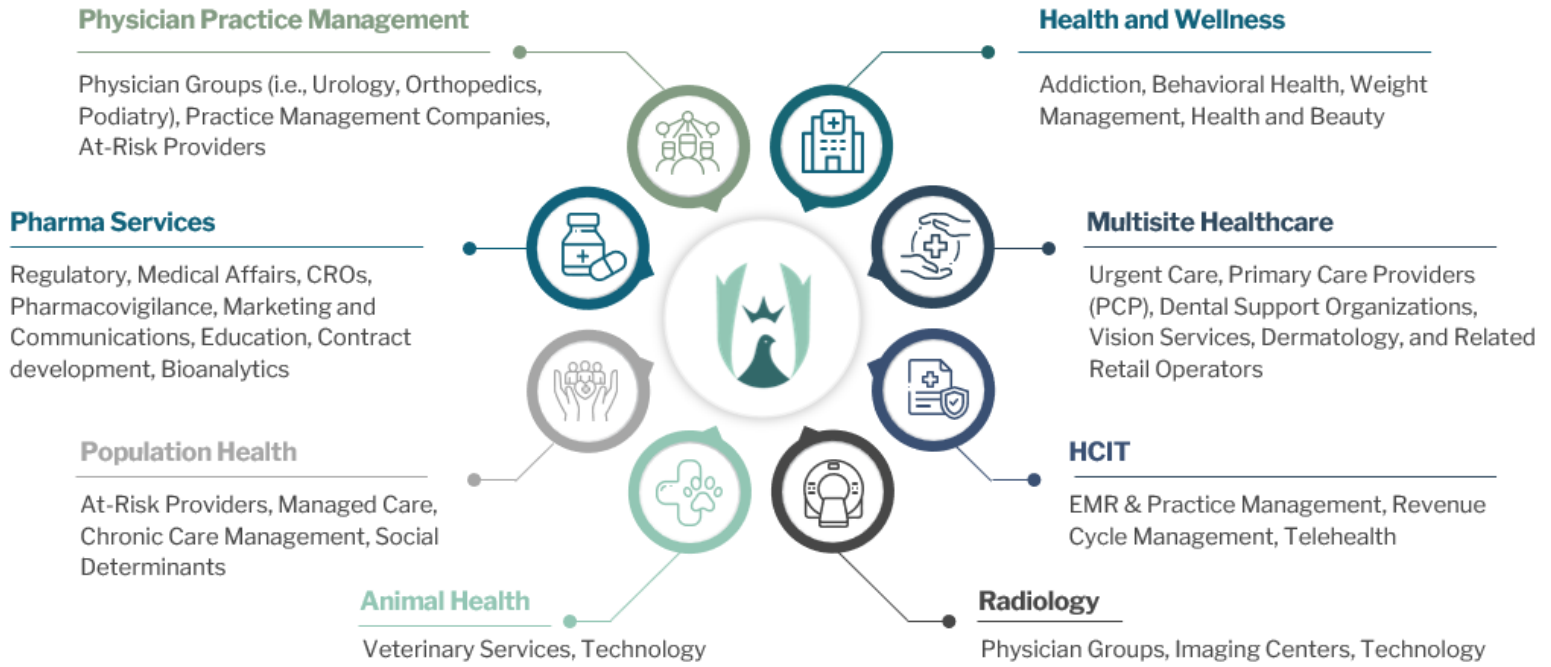 Physician Practice Management
Physician Groups (i.e., Urology, Orthopedics,
Podiatry), Practice Management Companies,
At-Risk Providers
Health and Wellness
Addiction, Behavioral Health, Weight
Management, Health and Beauty
Pharma Services
Regulatory, Medical Affairs, CROs,
Pharmacovigilance, Marketing and
Communications, Education, Contract
development, Bioanalytics
Multisite Healthcare
Urgent Care, Primary Care Providers
(PCP), Dental Support Organizations,
Vision Services, Dermatology, and Related
Retail Operators
Population Health
At-Risk Providers, Managed Care,
Chronic Care Management, Social
Determinants
HCIT
EMR & Practice Management, Revenue
Cycle Management, Telehealth
Animal Health
Veterinary Services, Technology
Radiology
Physician Groups, Imaging Centers, Technology